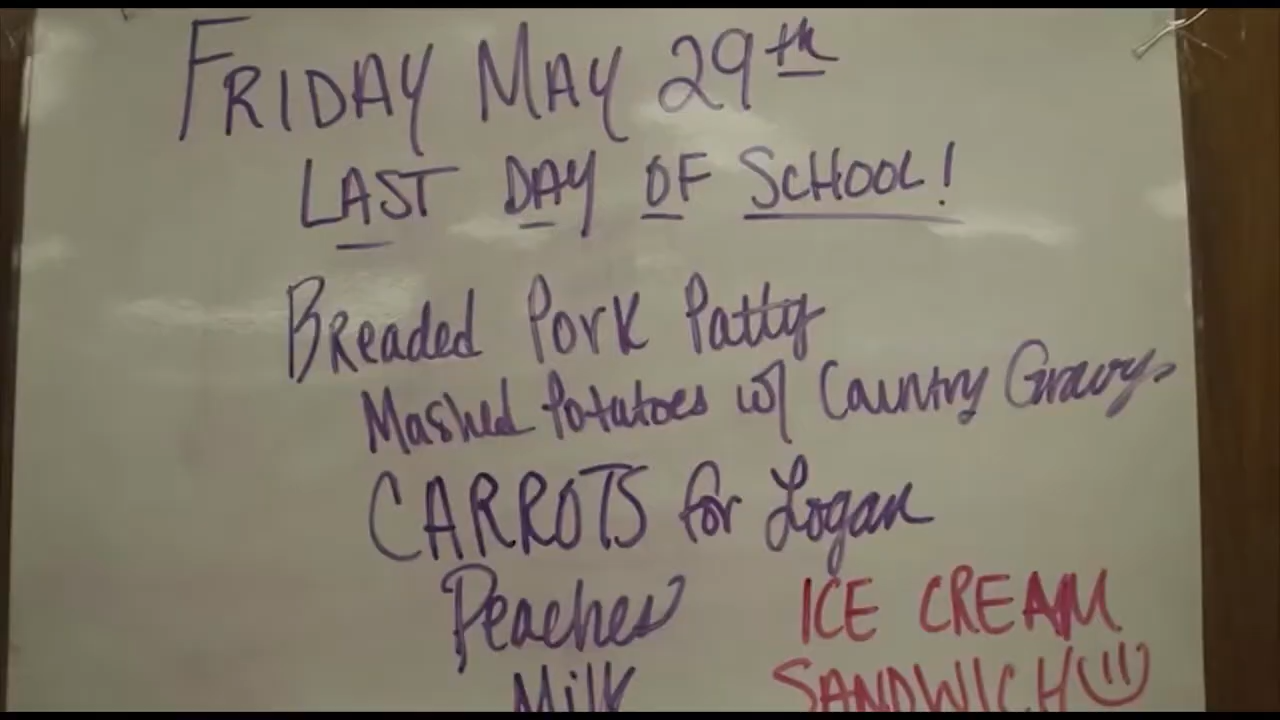 FRIDAY MAY 29th
LAST DAY OF SCHOOL!
BReaded PORK Patty
Mashed Potatoes w/ Country Gravy
CARROTS for Logan
Peaches
Milk
ICE CREAM
SANDWICH